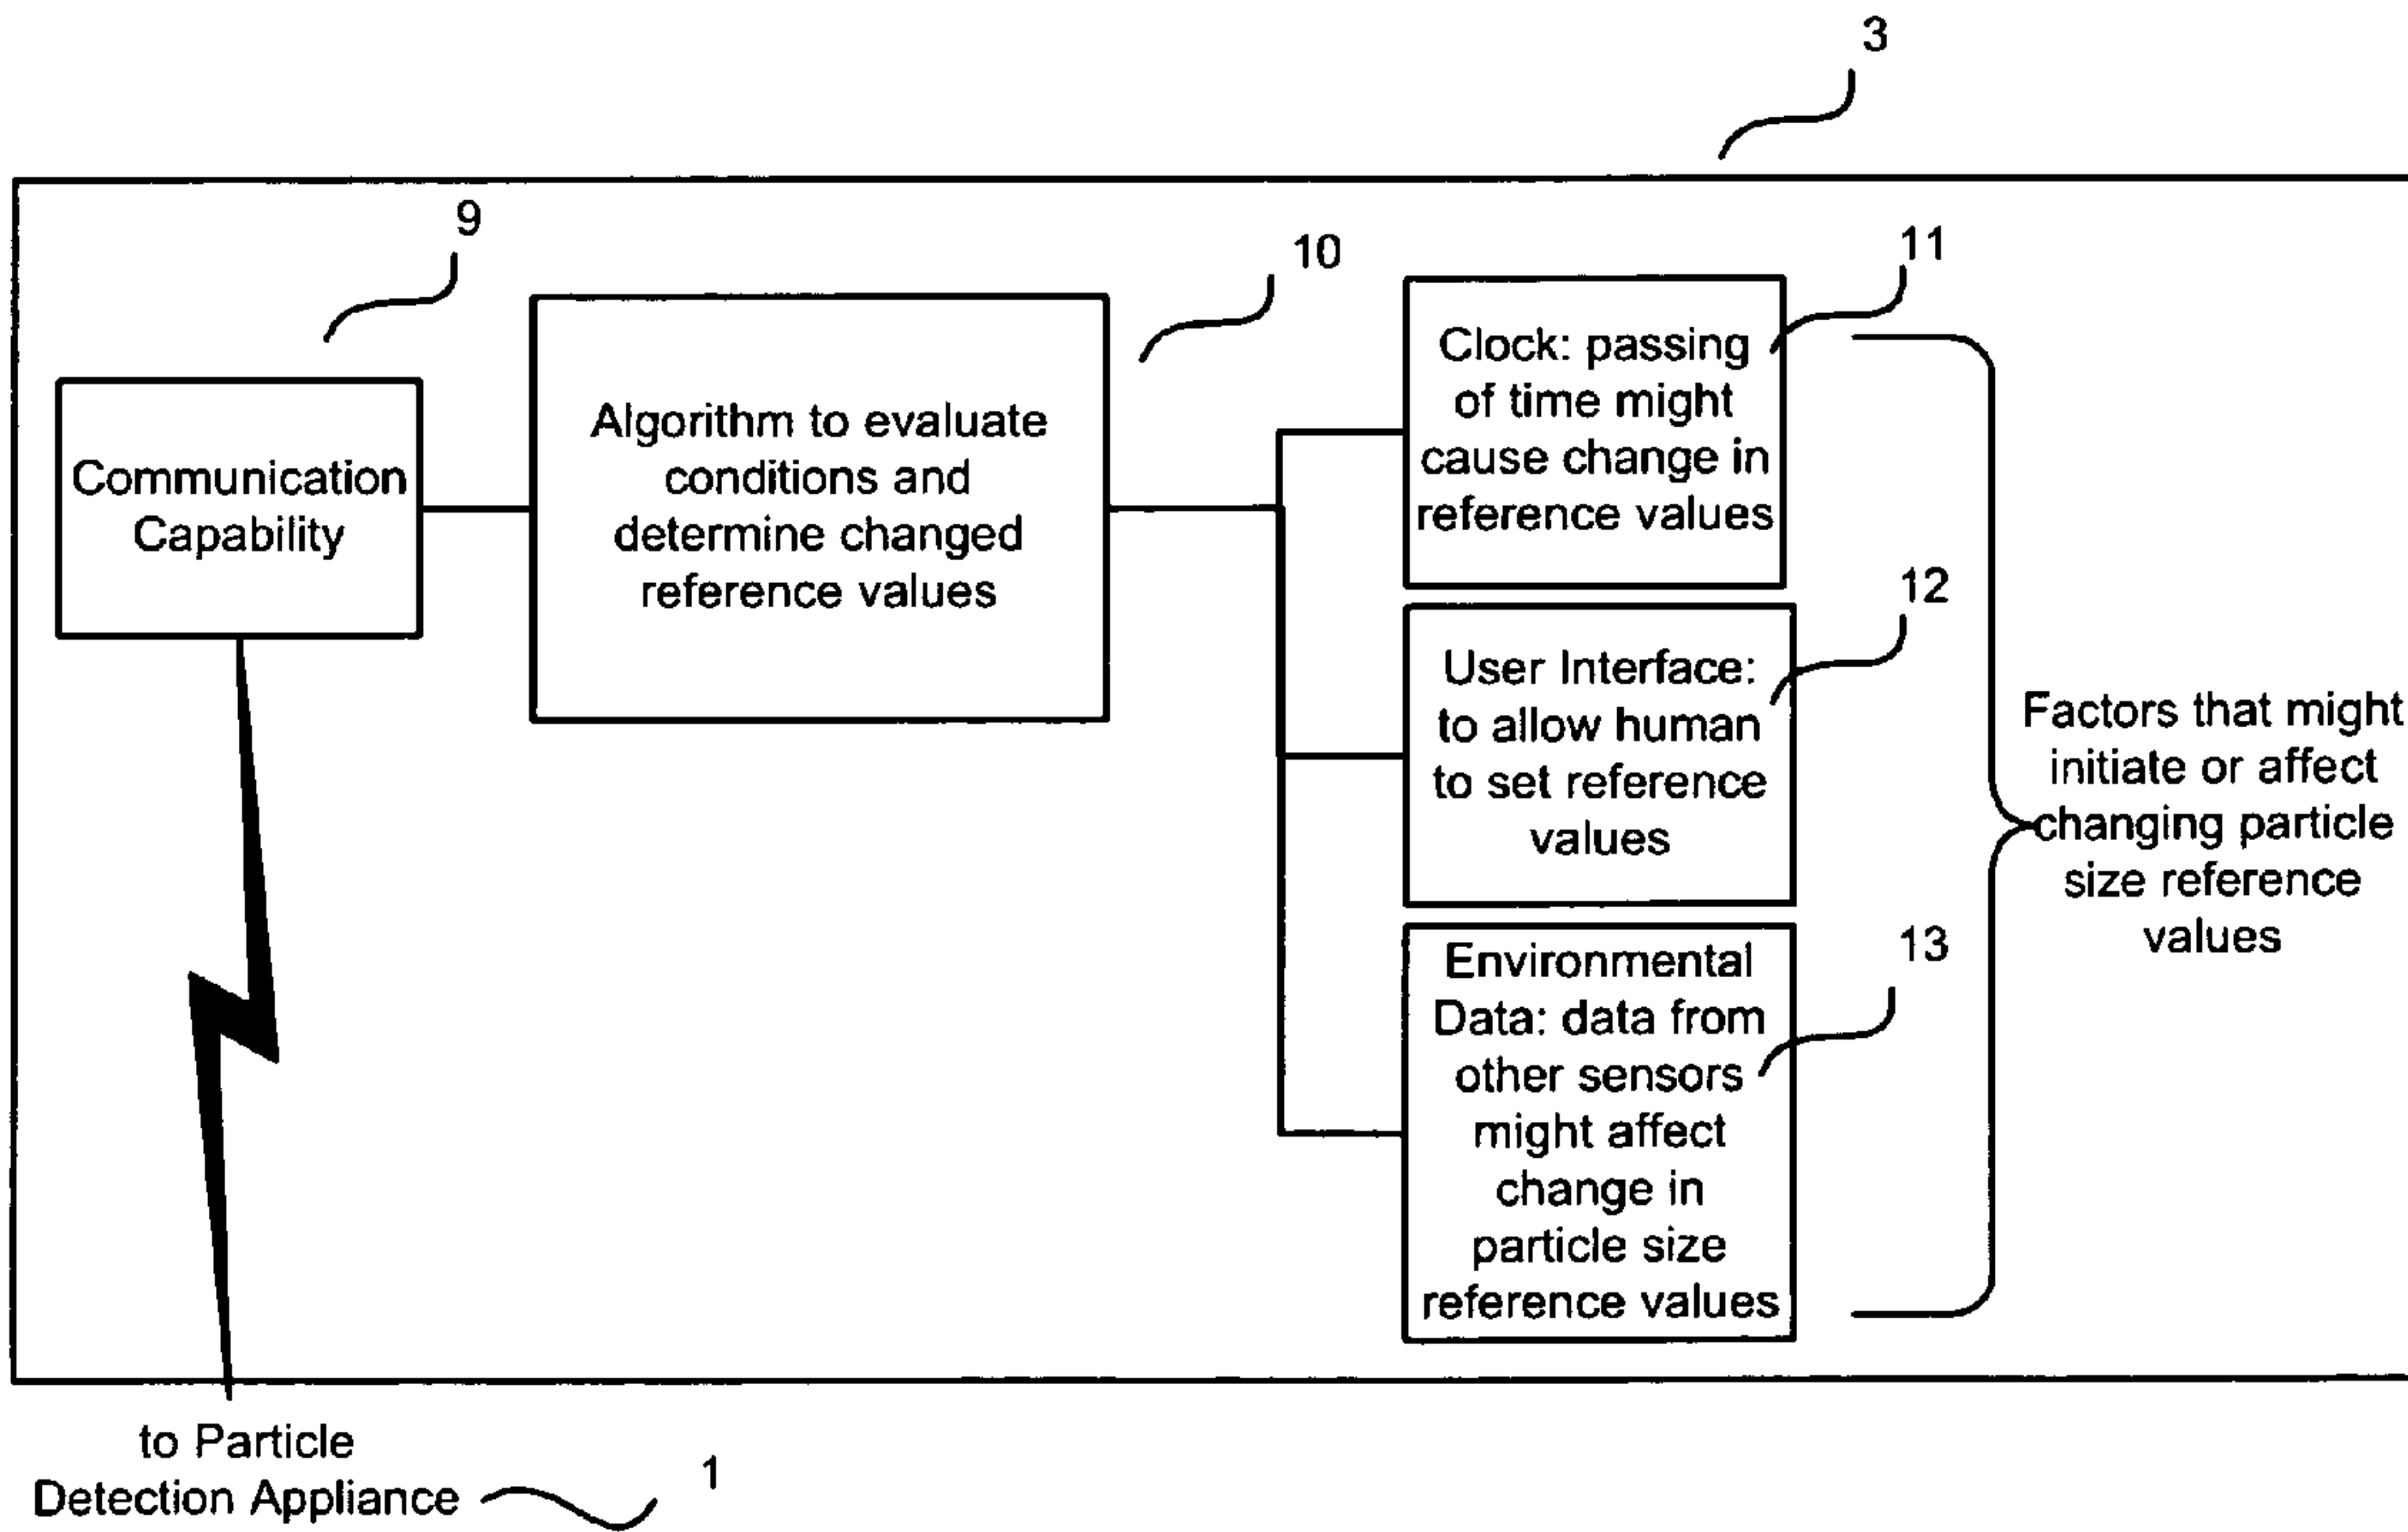 3
9
10
11
Communication
Capability
Algorithm to evaluate
conditions and
determine changed
reference values
Clock: passing
of time might
cause change in
reference values
12
User Interface:
to allow human
to set reference
values
13
Environmental
Data: data from
other sensors
might affect
change in
particle size
reference values
Factors that might
initiate or affect
changing particle
size reference
values
to Particle
Detection Appliance
1